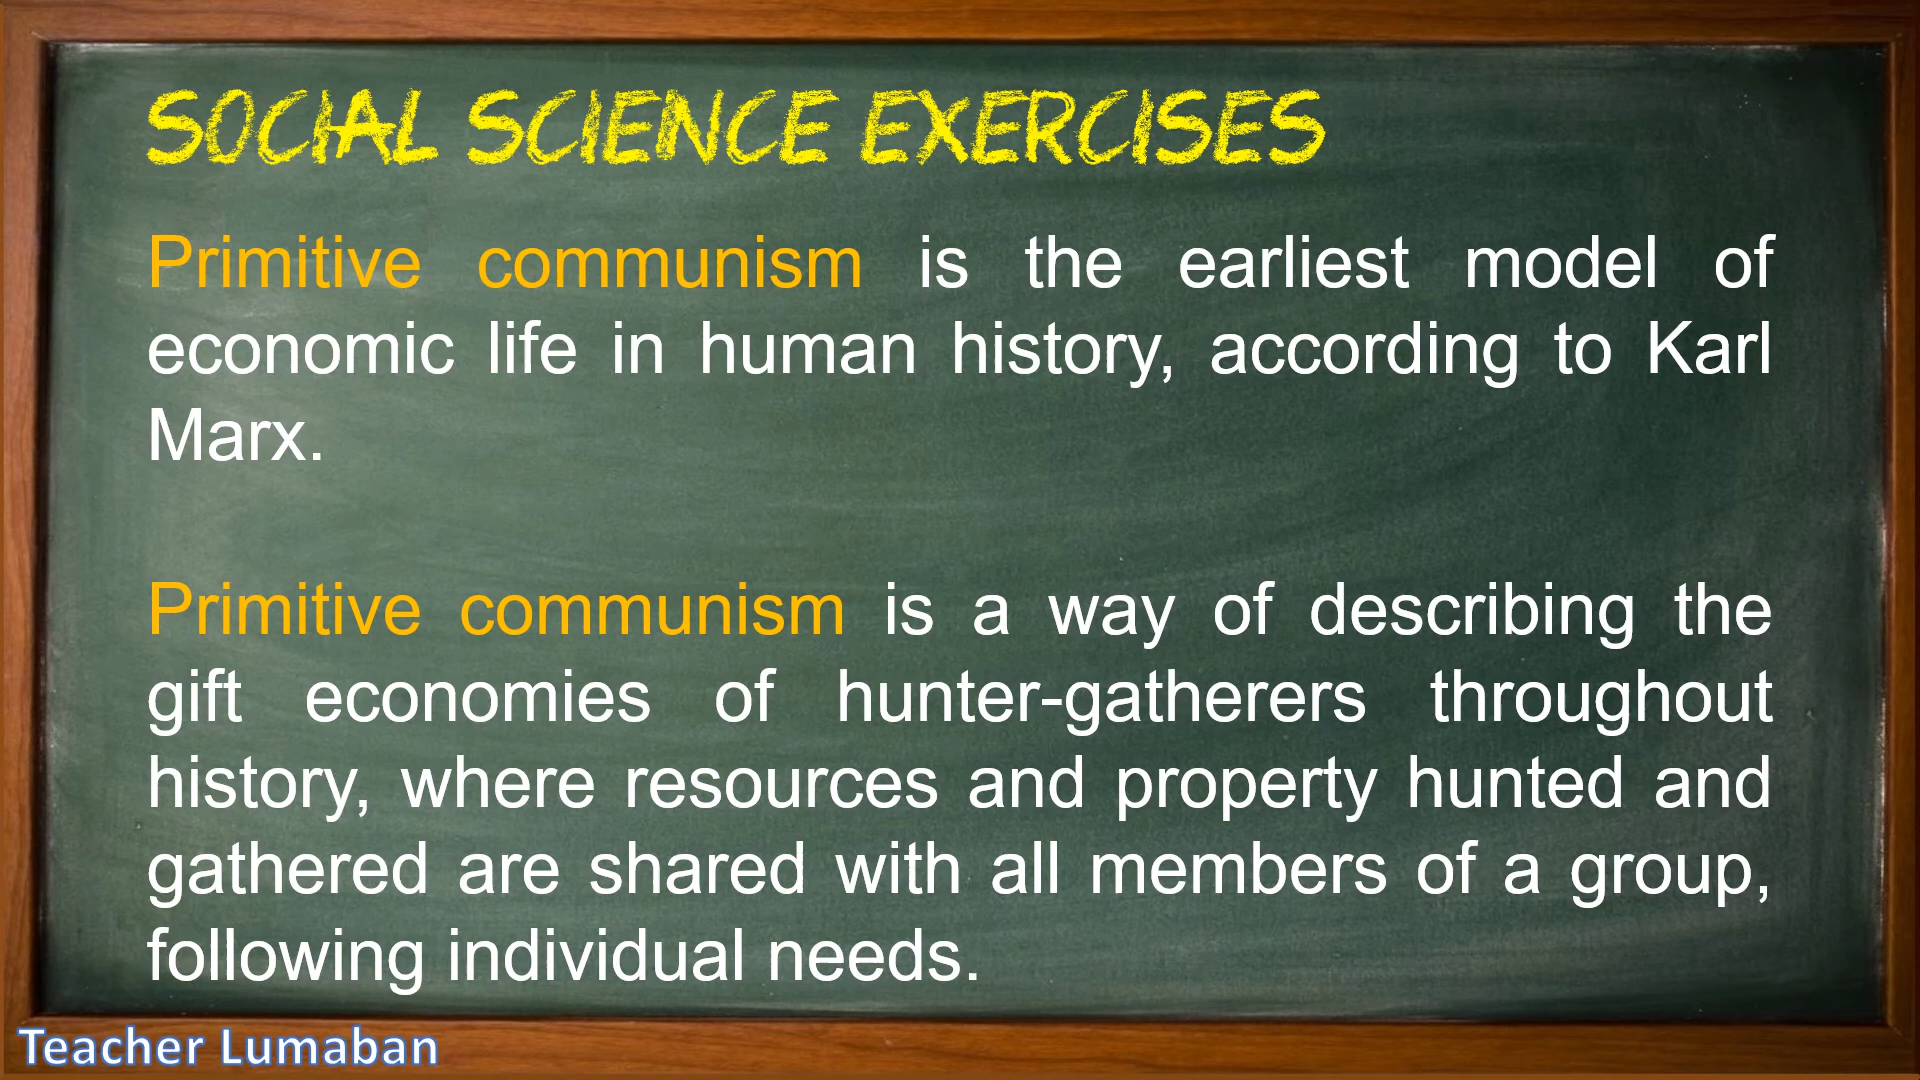 SOCIAL SCIENCE EXERCISES
Primitive communism is the earliest model of
economic life in human history, according to Karl
Marx.
Primitive communism is a way of describing the
gift economies of hunter-gatherers throughout
history, where resources and property hunted and
gathered are shared with all members of a group,
following individual needs.
Teacher Lumaban